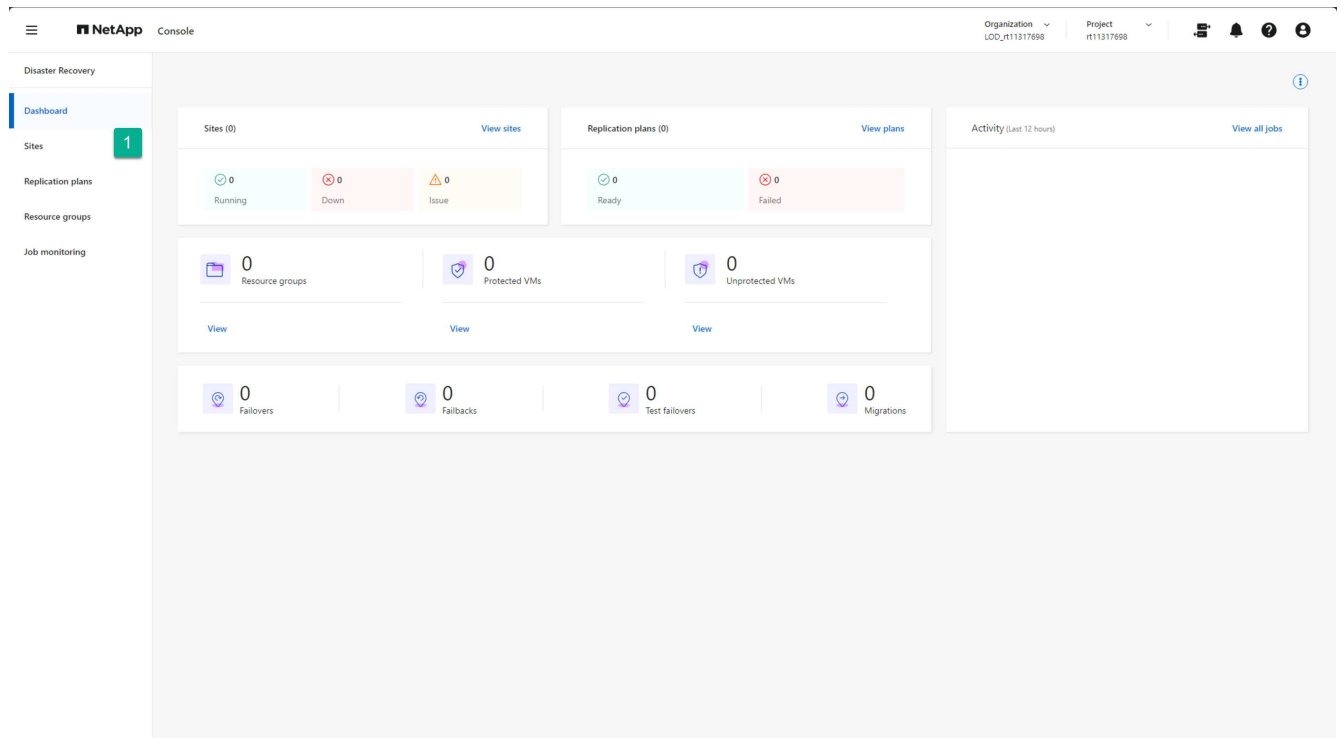 NetApp Console
Organization
LOD_rt11317698
Project
rt11317698
Disaster Recovery
Dashboard
Sites
1
Replication plans
Resource groups
Job monitoring
Sites (0)
View sites
0
Running
0
Down
0
Issue
Replication plans (0)
View plans
0
Ready
0
Failed
Activity (Last 12 hours)
View all jobs
0
Resource groups
View
0
Protected VMs
View
0
Unprotected VMs
View
0
Failovers
0
Failbacks
0
Test failovers
0
Migrations